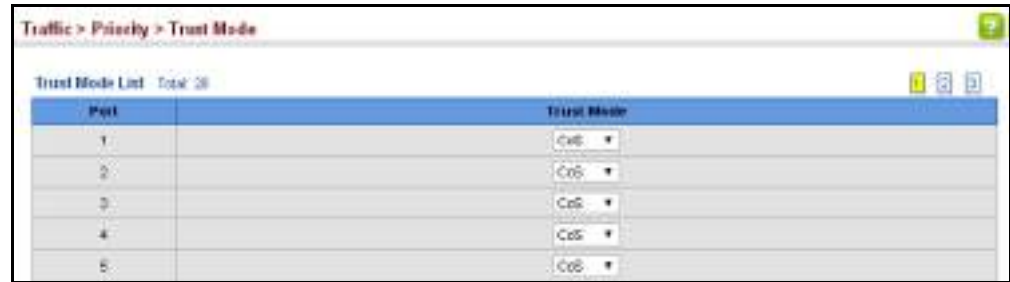 Traffic > Priority > Trust Mode
?
Trust Mode List Total: 28
1 2 3
Port Trust Mode
1 CoS
2 CoS
3 CoS
4 CoS
5 CoS